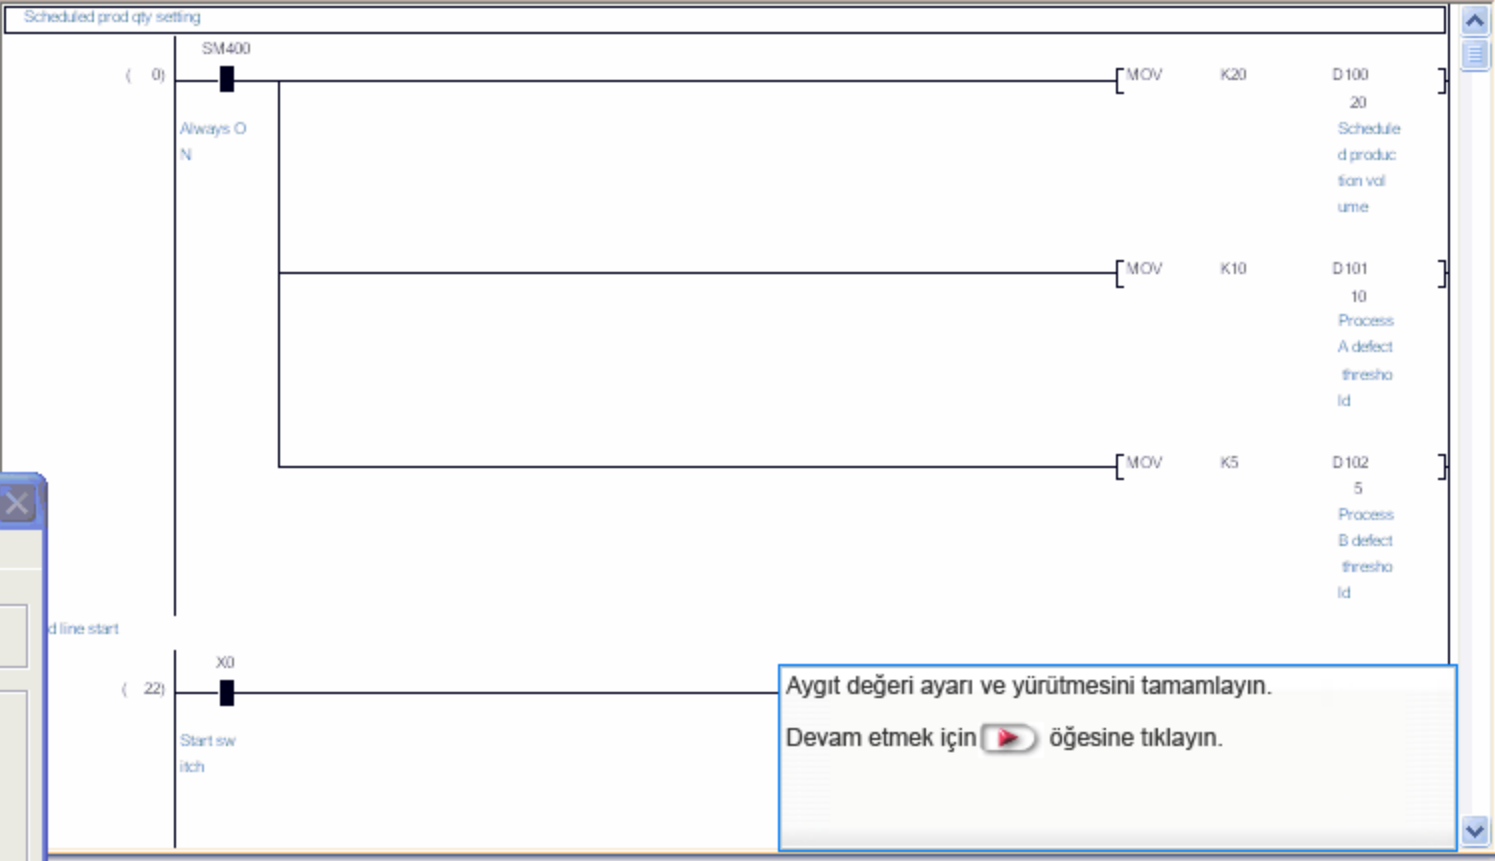 Scheduled prod qty setting
SM400
( 0) MOV K20 D100
20
Always O
N
Schedule
d produc
tion vol
ume
MOV K10 D101
10
Process
A defect
thresho
ld
MOV K5 D102
5
Process
B defect
thresho
ld
d line start
X0
( 22)
Start sw
itch
Aygıt değeri ayarı ve yürütmesini tamamlayın.
Devam etmek için öğesine tıklayın.